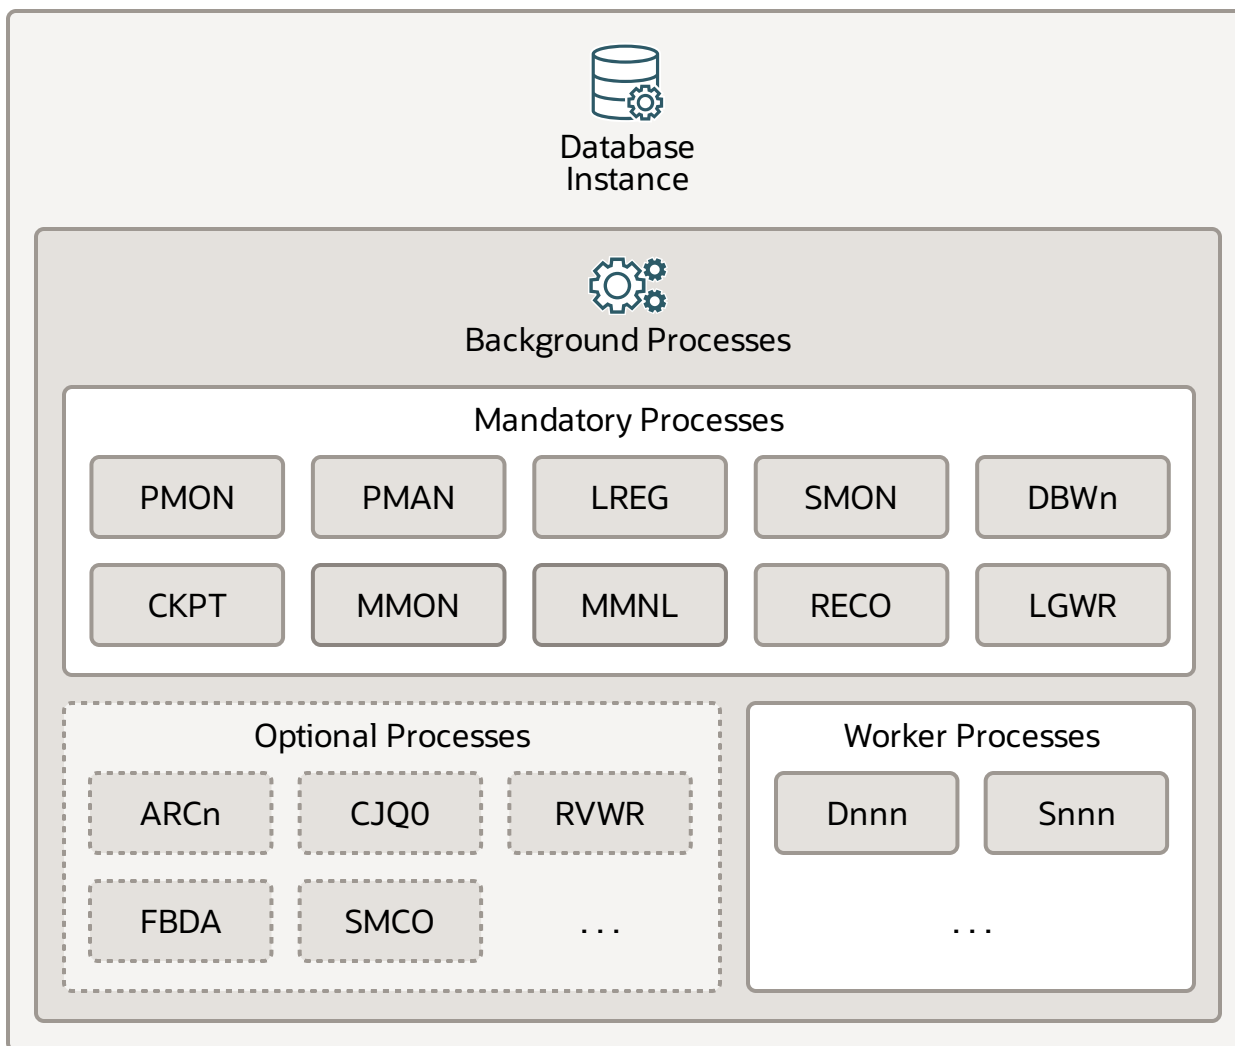 Database
Instance
Background Processes
Mandatory Processes
PMON PMAN LREG SMON DBWn
CKPT MMON MMNL RECO LGWR
Optional Processes
ARCn CJQ0 RVWR
FBDA SMCO ...
Worker Processes
Dnnn Snnn
...